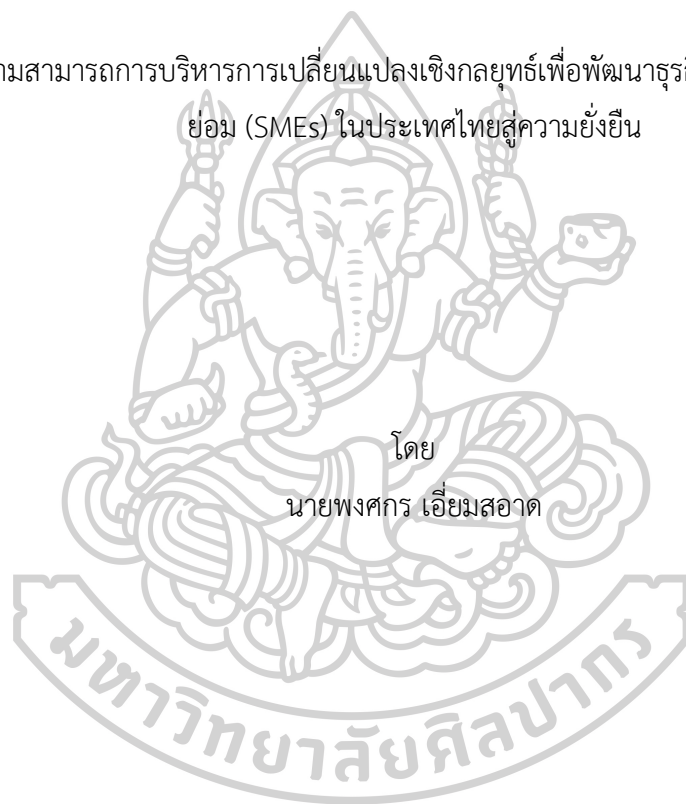 ามสามารถการบริหารการเปลี่ยนแปลงเชิงกลยุทธ์เพื่อพัฒนาธุร
ย่อม (SMEs) ในประเทศไทยสู่ความยั่งยืน
โดย
นายพงศกร เอี่ยมสอาด
มหาวิทยาลัยศิลปากร